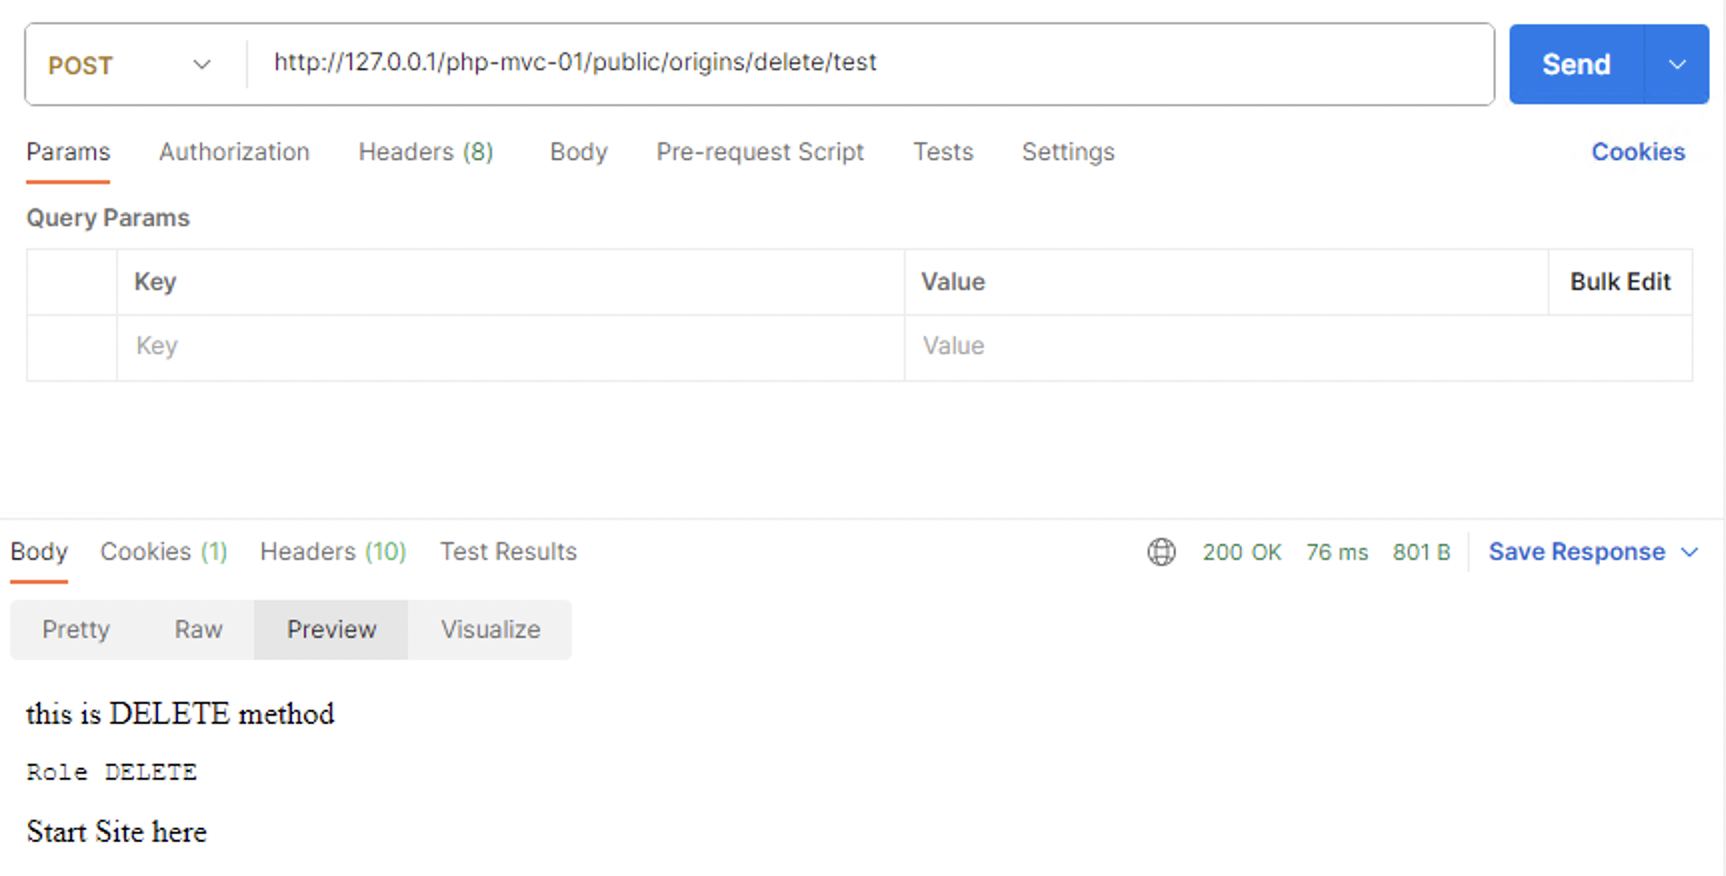 POST http://127.0.0.1/php-mvc-01/public/origins/delete/test Send
Params Authorization Headers (8) Body Pre-request Script Tests Settings Cookies
Query Params
Key Value Bulk Edit
Key Value
Body Cookies (1) Headers (10) Test Results 200 OK 76 ms 801 B Save Response
Pretty Raw Preview Visualize
this is DELETE method
Role DELETE
Start Site here